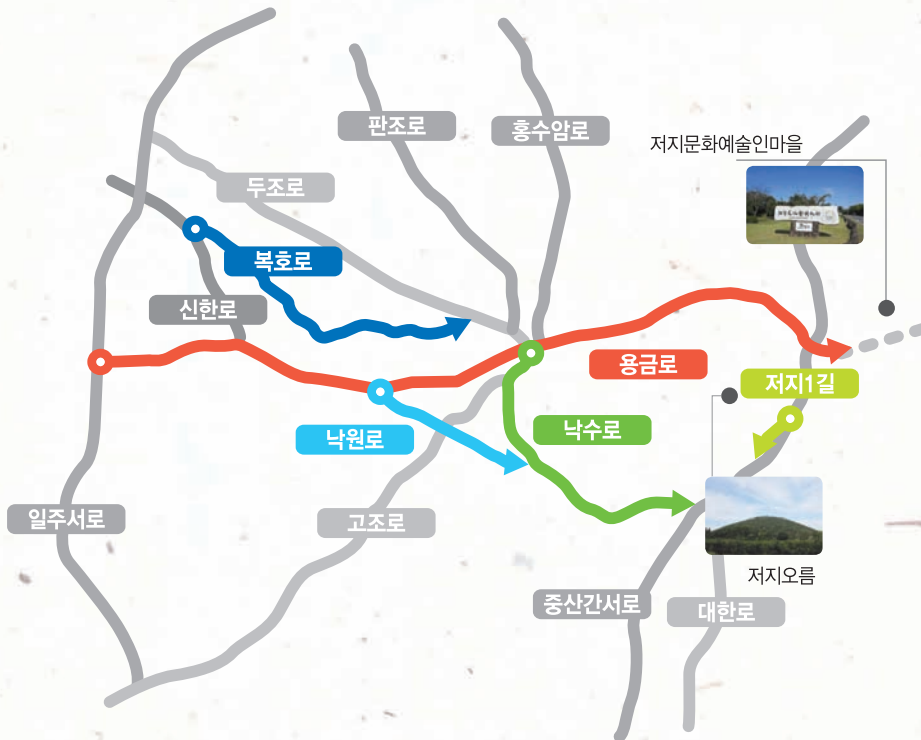 판조로
홍수암로
저지문화예술인마을
두조로
복호로
신한로
용금로
저지1길
낙원로
낙수로
일주서로
고조로
저지오름
중산간서로
대한로